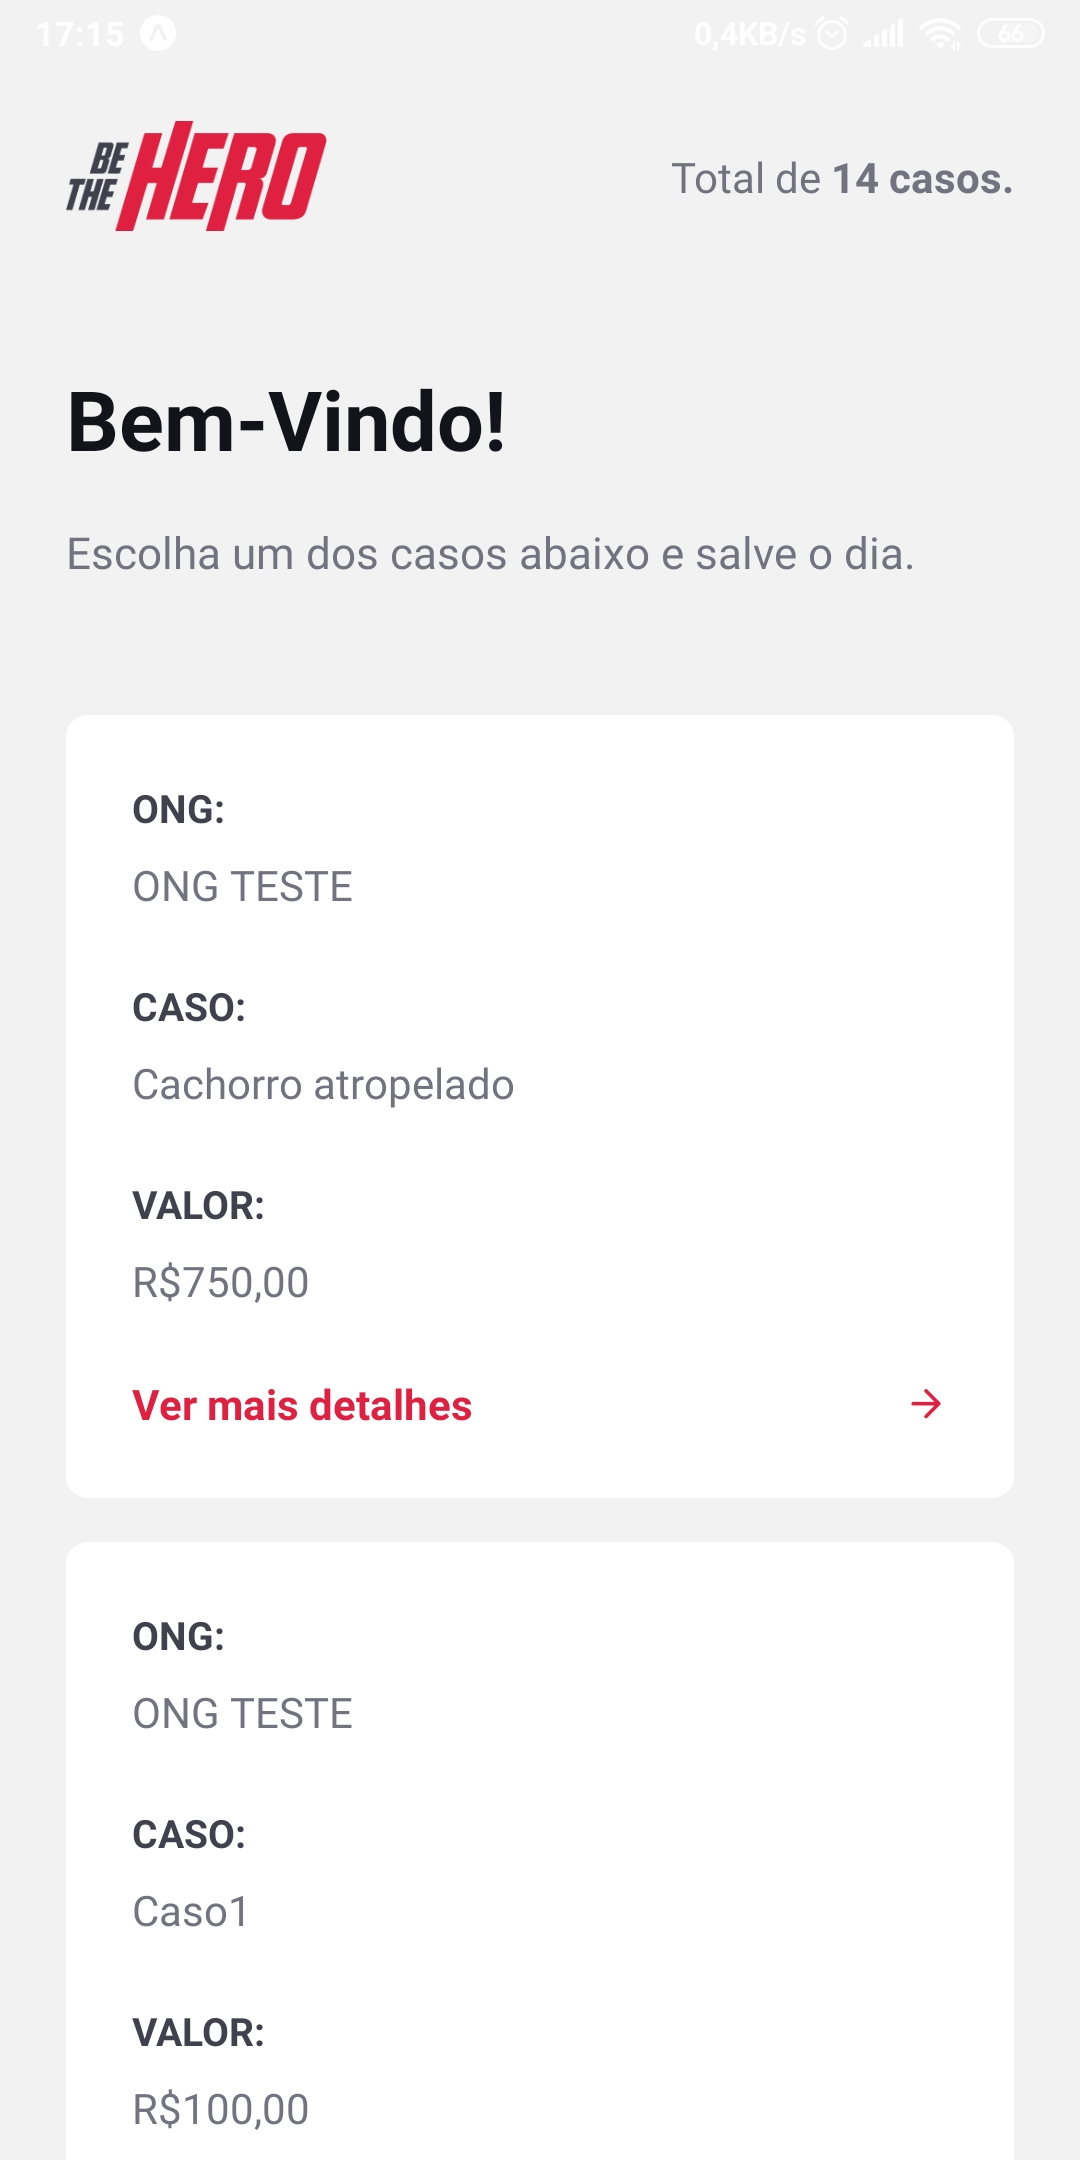 17:15 0,4KB/s 66
BE THE HERO
Total de 14 casos.
Bem-Vindo!
Escolha um dos casos abaixo e salve o dia.
ONG:
ONG TESTE
CASO:
Cachorro atropelado
VALOR:
R$750,00
Ver mais detalhes
ONG:
ONG TESTE
CASO:
Caso1
VALOR:
R$100,00